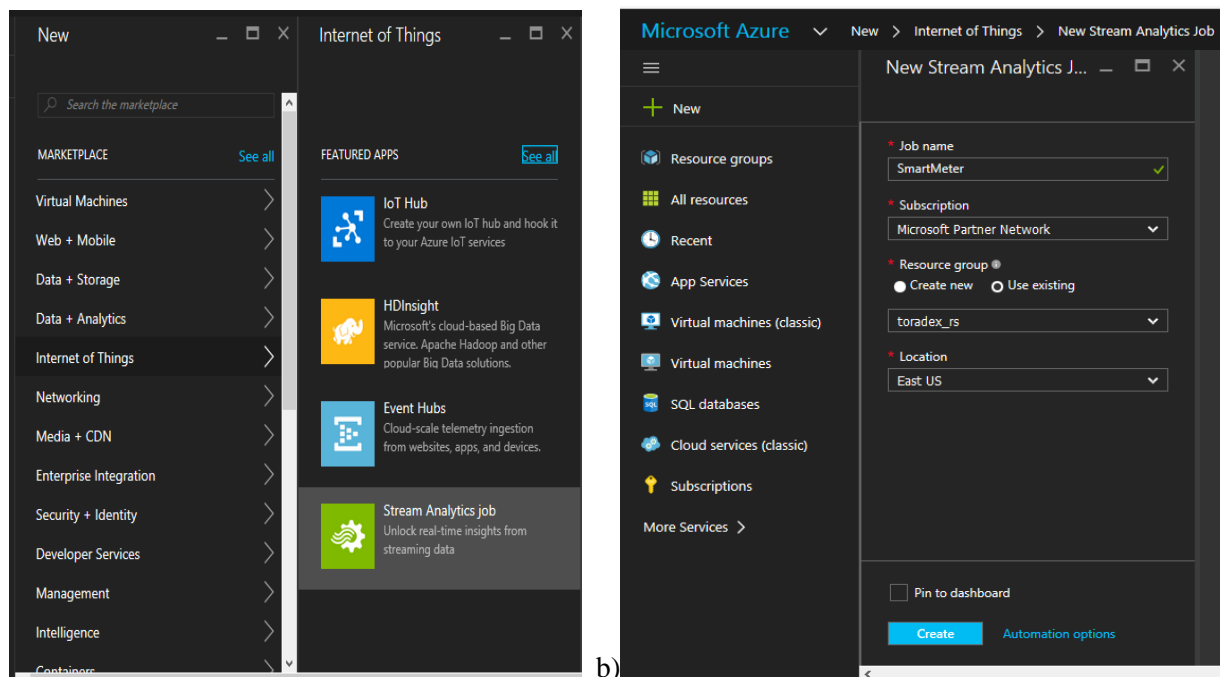 New
Search the marketplace
MARKETPLACE See all
Virtual Machines
Web + Mobile
Data + Storage
Data + Analytics
Internet of Things
Networking
Media + CDN
Enterprise Integration
Security + Identity
Developer Services
Management
Intelligence
Containers
Internet of Things
FEATURED APPS See all
IoT Hub
Create your own IoT hub and hook it
to your Azure IoT services
HDInsight
Microsoft's cloud-based Big Data
service. Apache Hadoop and other
popular Big Data solutions.
Event Hubs
Cloud-scale telemetry ingestion
from websites, apps, and devices.
Stream Analytics job
Unlock real-time insights from
streaming data
b)
Microsoft Azure New > Internet of Things > New Stream Analytics Job
New
Resource groups
All resources
Recent
App Services
Virtual machines (classic)
Virtual machines
SQL databases
Cloud services (classic)
Subscriptions
More Services >
New Stream Analytics J...
* Job name
SmartMeter
* Subscription
Microsoft Partner Network
* Resource group
Create new Use existing
toradex_rs
* Location
East US
Pin to dashboard
Create Automation options